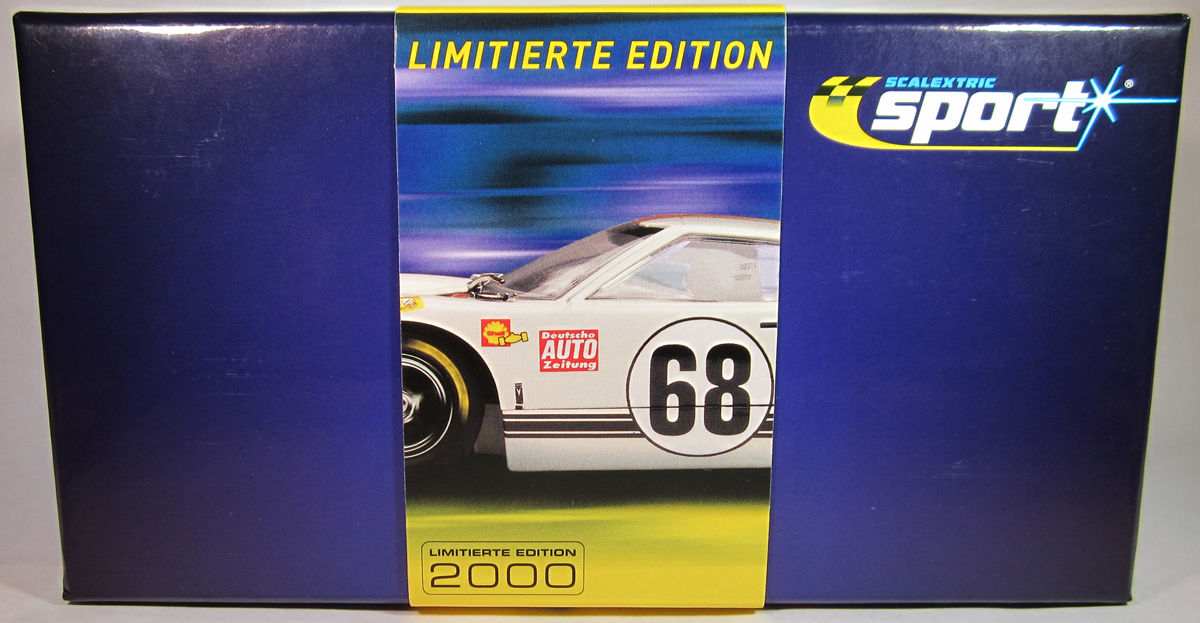 LIMITIERTE EDITION
SCALEXTRIC
sport®
Shell
Deutsche
AUTO
Zeitung
68
LIMITIERTE EDITION
2000